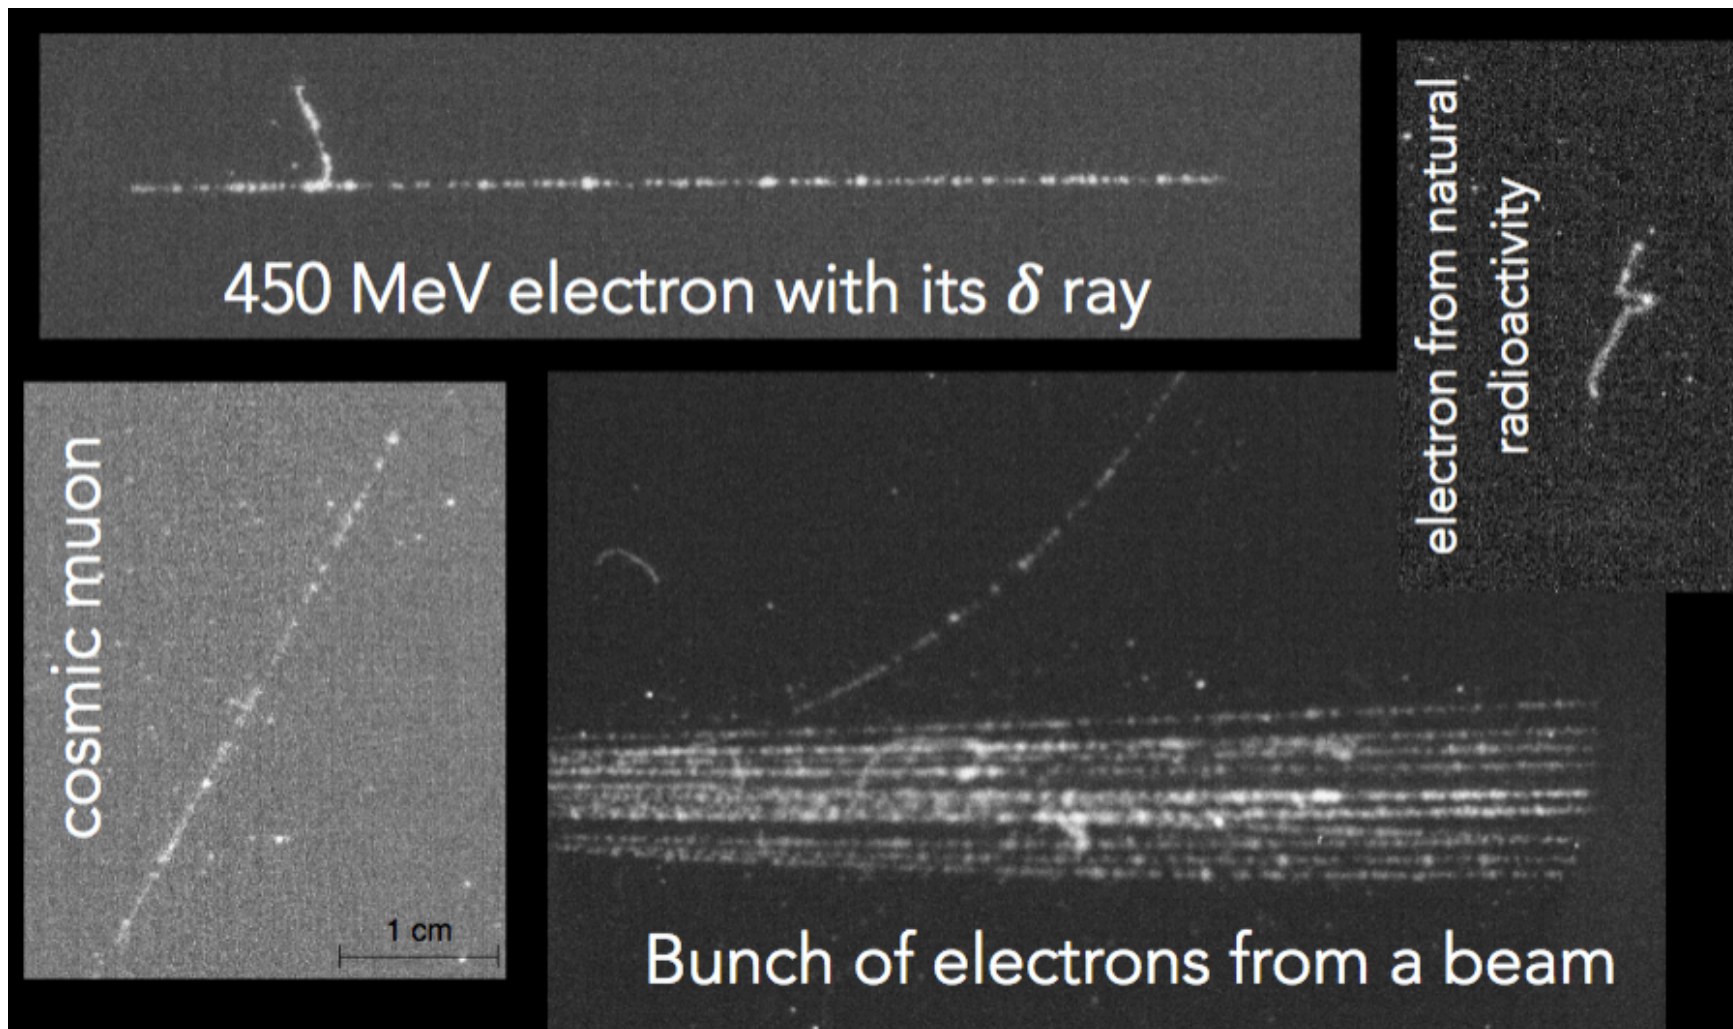 450 MeV electron with its δ ray
electron from natural
radioactivity
cosmic muon
1 cm
Bunch of electrons from a beam